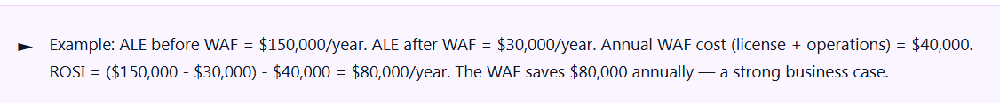 ► Example: ALE before WAF = $150,000/year. ALE after WAF = $30,000/year. Annual WAF cost (license + operations) = $40,000.
ROSI = ($150,000 - $30,000) - $40,000 = $80,000/year. The WAF saves $80,000 annually — a strong business case.